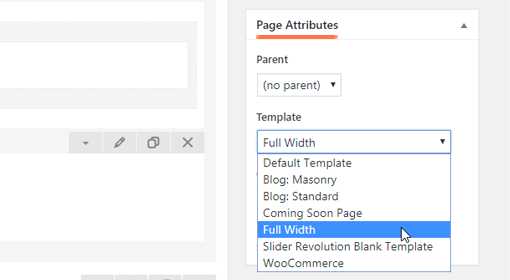 Page Attributes
Parent
(no parent)
Template
Full Width
Default Template
Blog: Masonry
Blog: Standard
Coming Soon Page
Full Width
Slider Revolution Blank Template
WooCommerce